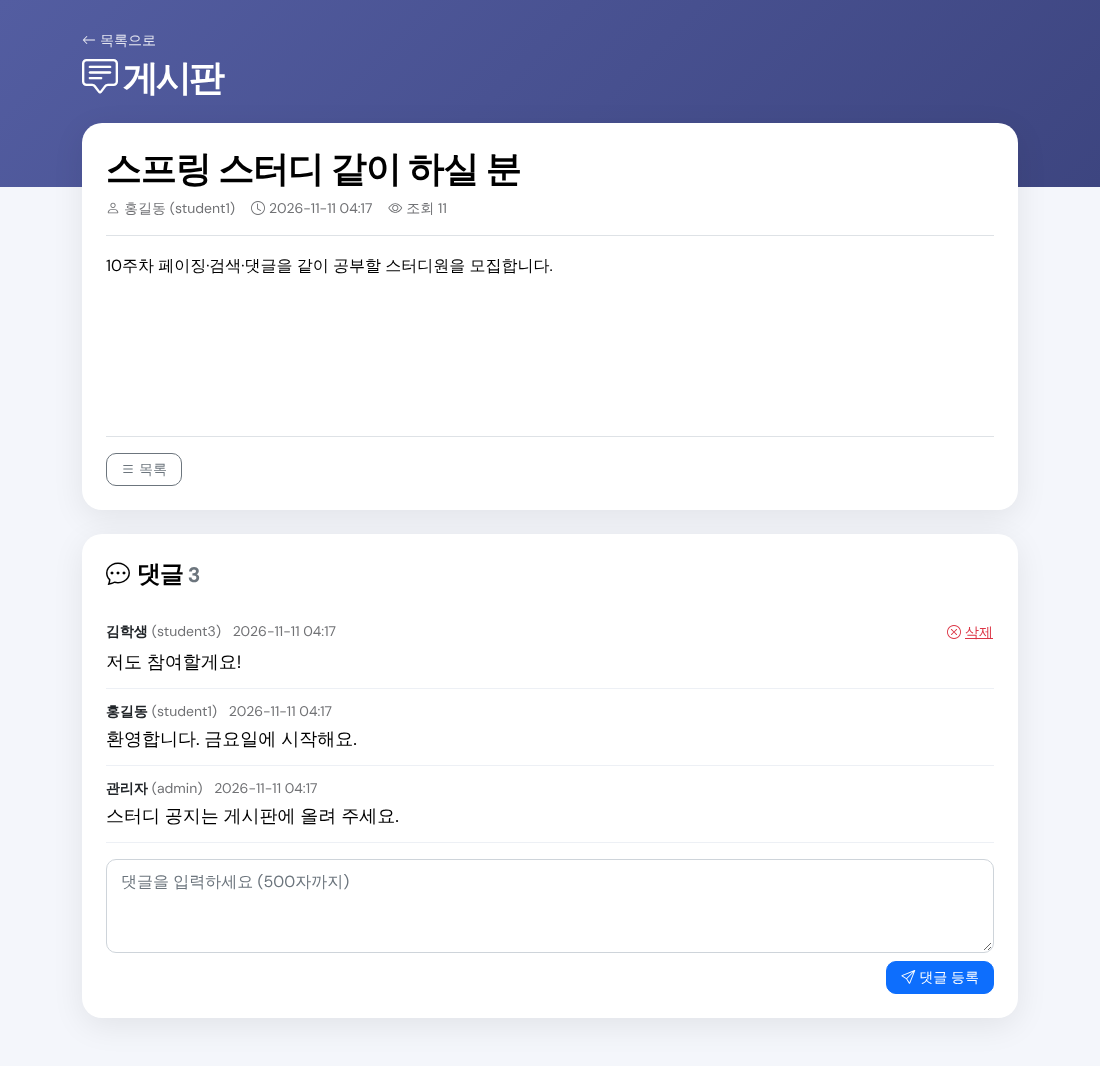 ← 목록으로
게시판
스프링 스터디 같이 하실 분
홍길동 (student1) 2026-11-11 04:17 조회 11
10주차 페이징·검색·댓글을 같이 공부할 스터디원을 모집합니다.
목록
댓글 3
김학생 (student3) 2026-11-11 04:17 삭제
저도 참여할게요!
홍길동 (student1) 2026-11-11 04:17
환영합니다. 금요일에 시작해요.
관리자 (admin) 2026-11-11 04:17
스터디 공지는 게시판에 올려 주세요.
댓글을 입력하세요 (500자까지)
댓글 등록